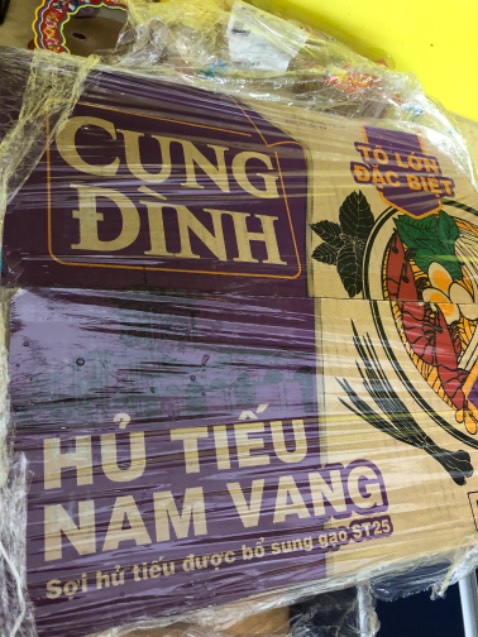 CUNG
ĐÌNH
TÔ LỚN
ĐẶC BIỆT
HỦ TIẾU
NAM VANG
Sợi hủ tiếu được bổ sung gạo ST25